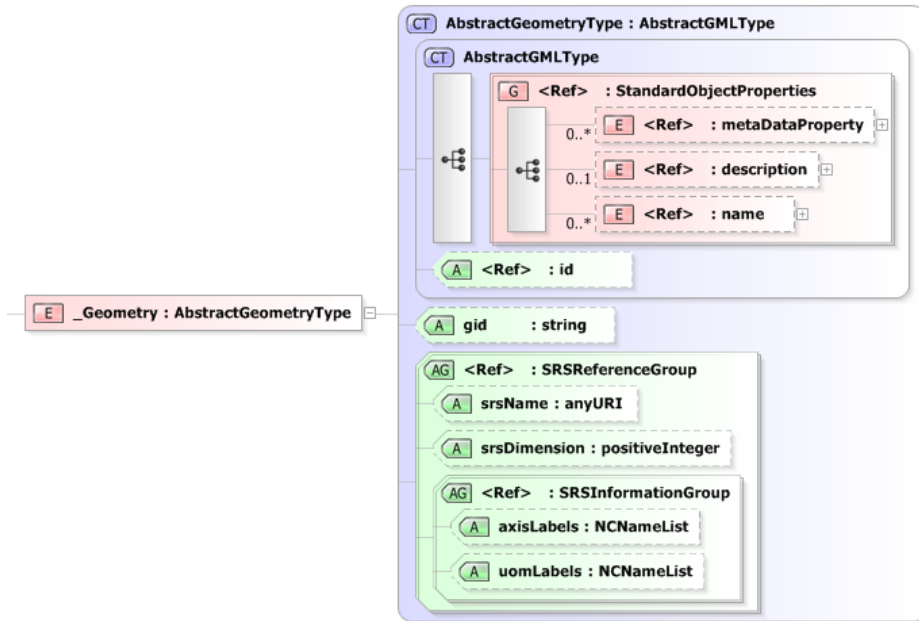 CT AbstractGeometryType : AbstractGMLType
CT AbstractGMLType
G <Ref> : StandardObjectProperties
0..* E <Ref> : metaDataProperty
0..1 E <Ref> : description
0..* E <Ref> : name
A <Ref> : id
E _Geometry : AbstractGeometryType
A gid : string
AG <Ref> : SRSReferenceGroup
A srsName : anyURI
A srsDimension : positiveInteger
AG <Ref> : SRSInformationGroup
A axisLabels : NCNameList
A uomLabels : NCNameList